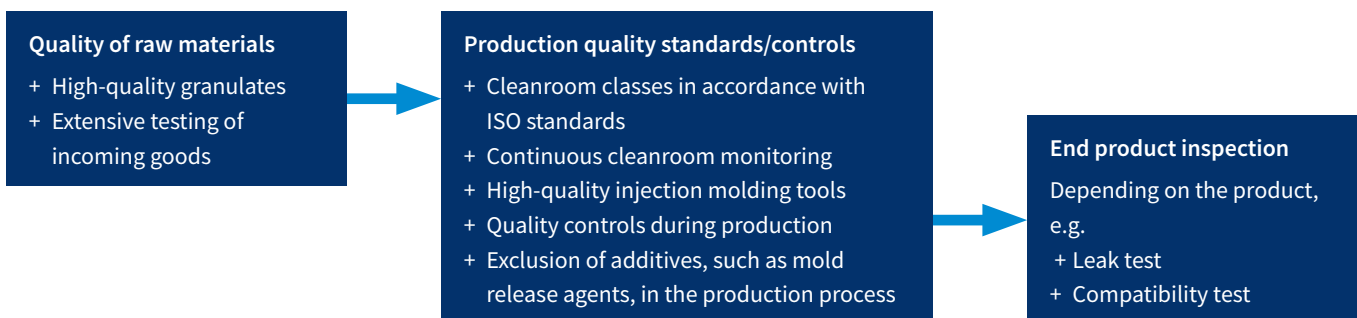 Quality of raw materials
+ High-quality granulates
+ Extensive testing of
incoming goods
Production quality standards/controls
+ Cleanroom classes in accordance with
ISO standards
+ Continuous cleanroom monitoring
+ High-quality injection molding tools
+ Quality controls during production
+ Exclusion of additives, such as mold
release agents, in the production process
End product inspection
Depending on the product,
e.g.
+ Leak test
+ Compatibility test